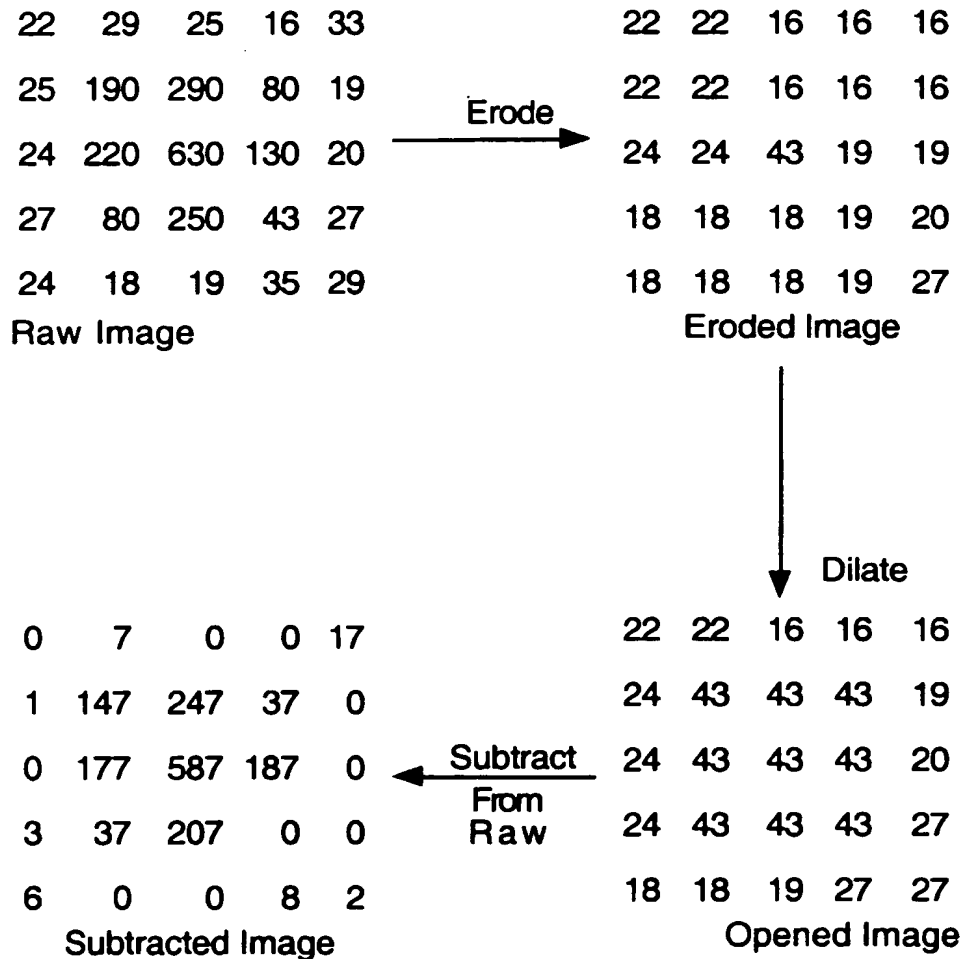 22 29 25 16 33
25 190 290 80 19
24 220 630 130 20
27 80 250 43 27
24 18 19 35 29
Raw Image
Erode
22 22 16 16 16
22 22 16 16 16
24 24 43 19 19
18 18 18 19 20
18 18 18 19 27
Eroded Image
Dilate
22 22 16 16 16
24 43 43 43 19
24 43 43 43 20
24 43 43 43 27
18 18 19 27 27
Opened Image
Subtract
From
Raw
0 7 0 0 17
1 147 247 37 0
0 177 587 187 0
3 37 207 0 0
6 0 0 8 2
Subtracted Image